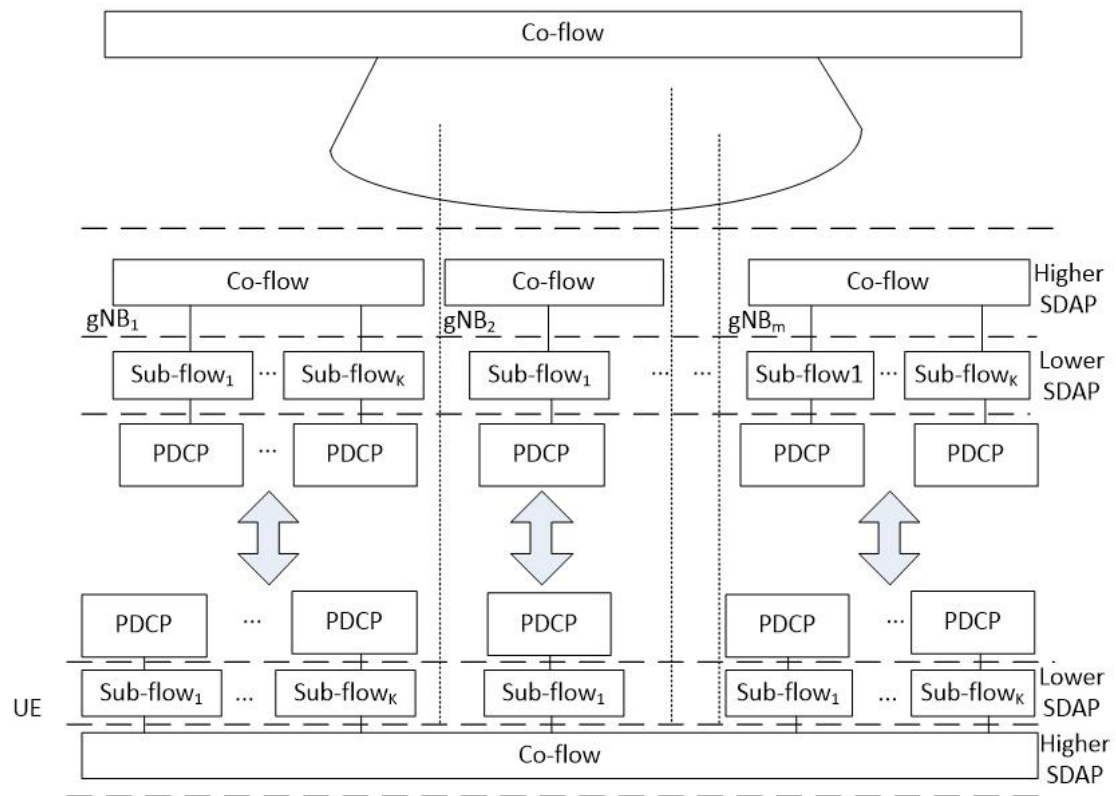 Co-flow
Co-flow Co-flow Co-flow Higher SDAP
gNB₁ gNB₂ gNBₘ
Sub-flow₁ ... Sub-flowK Sub-flow₁ ... ... Sub-flow1 ... Sub-flowK Lower SDAP
PDCP ... PDCP PDCP PDCP PDCP
PDCP ... PDCP PDCP PDCP ... PDCP
UE Sub-flow₁ ... Sub-flowK Sub-flow₁ Sub-flow₁ ... Sub-flowK Lower SDAP
Co-flow Higher SDAP